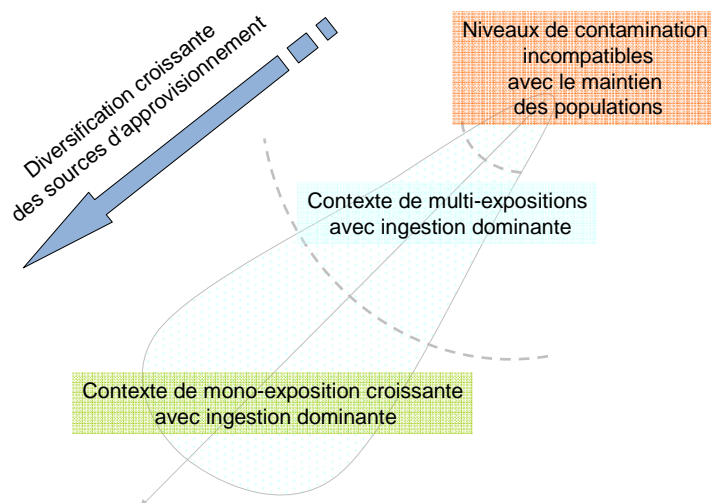 Diversification croissante
des sources d'approvisionnement
Niveaux de contamination
incompatibles
avec le maintien
des populations
Contexte de multi-expositions
avec ingestion dominante
Contexte de mono-exposition croissante
avec ingestion dominante